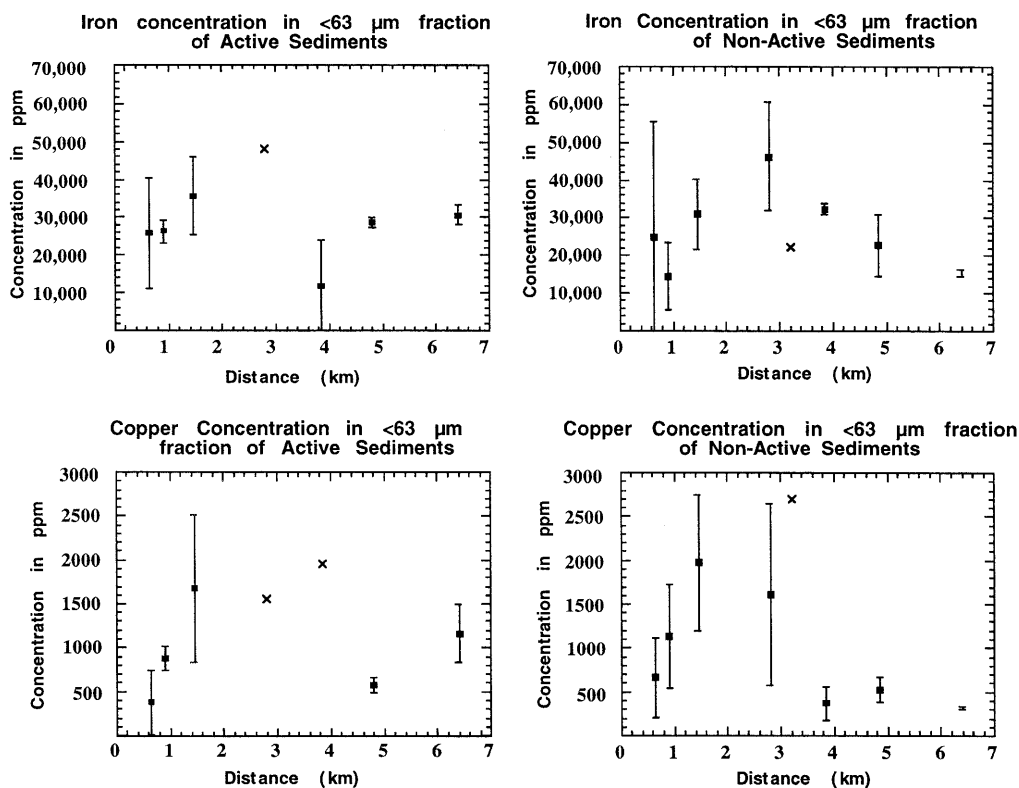 Iron concentration in <63 µm fraction
of Active Sediments
70,000
60,000
50,000
40,000
30,000
20,000
10,000
Concentration in ppm
0 1 2 3 4 5 6 7
Distance (km)
Iron Concentration in <63 µm fraction
of Non-Active Sediments
70,000
60,000
50,000
40,000
30,000
20,000
10,000
Concentration in ppm
0 1 2 3 4 5 6 7
Distance (km)
Copper Concentration in <63 µm
fraction of Active Sediments
3000
2500
2000
1500
1000
500
Concentration in ppm
0 1 2 3 4 5 6 7
Distance (km)
Copper Concentration in <63 µm fraction
of Non-Active Sediments
3000
2500
2000
1500
1000
500
Concentration in ppm
0 1 2 3 4 5 6 7
Distance (km)